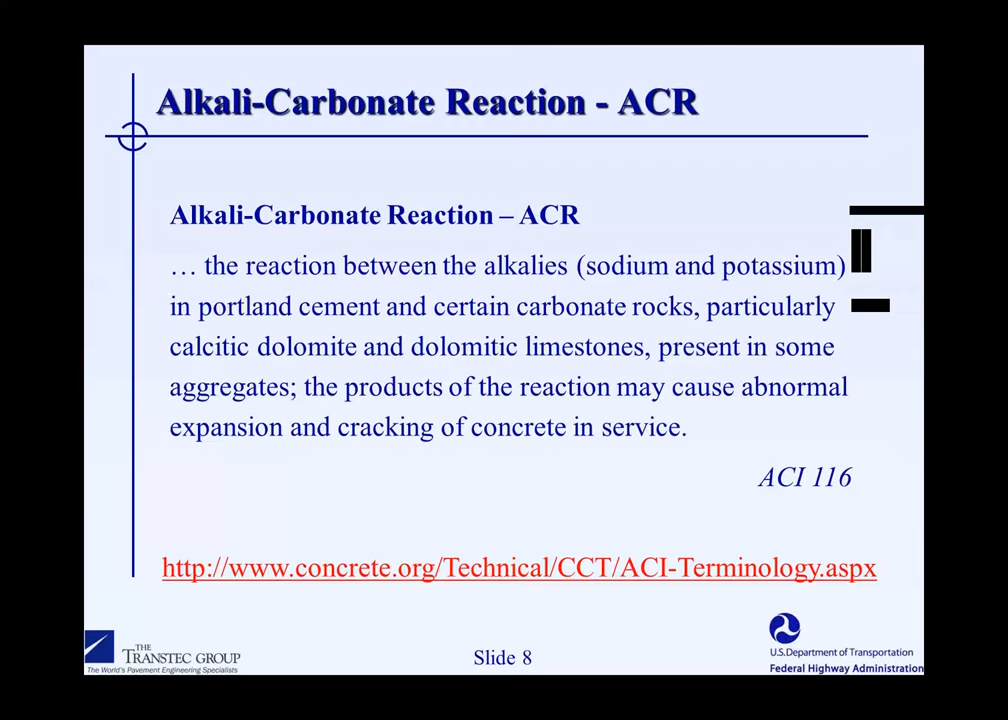 Alkali-Carbonate Reaction - ACR
Alkali-Carbonate Reaction – ACR
… the reaction between the alkalies (sodium and potassium)
in portland cement and certain carbonate rocks, particularly
calcitic dolomite and dolomitic limestones, present in some
aggregates; the products of the reaction may cause abnormal
expansion and cracking of concrete in service.
ACI 116
http://www.concrete.org/Technical/CCT/ACI-Terminology.aspx
THE
TRANSTEC GROUP
The World's Pavement Engineering Specialists
Slide 8
U.S.Department of Transportation
Federal Highway Administration